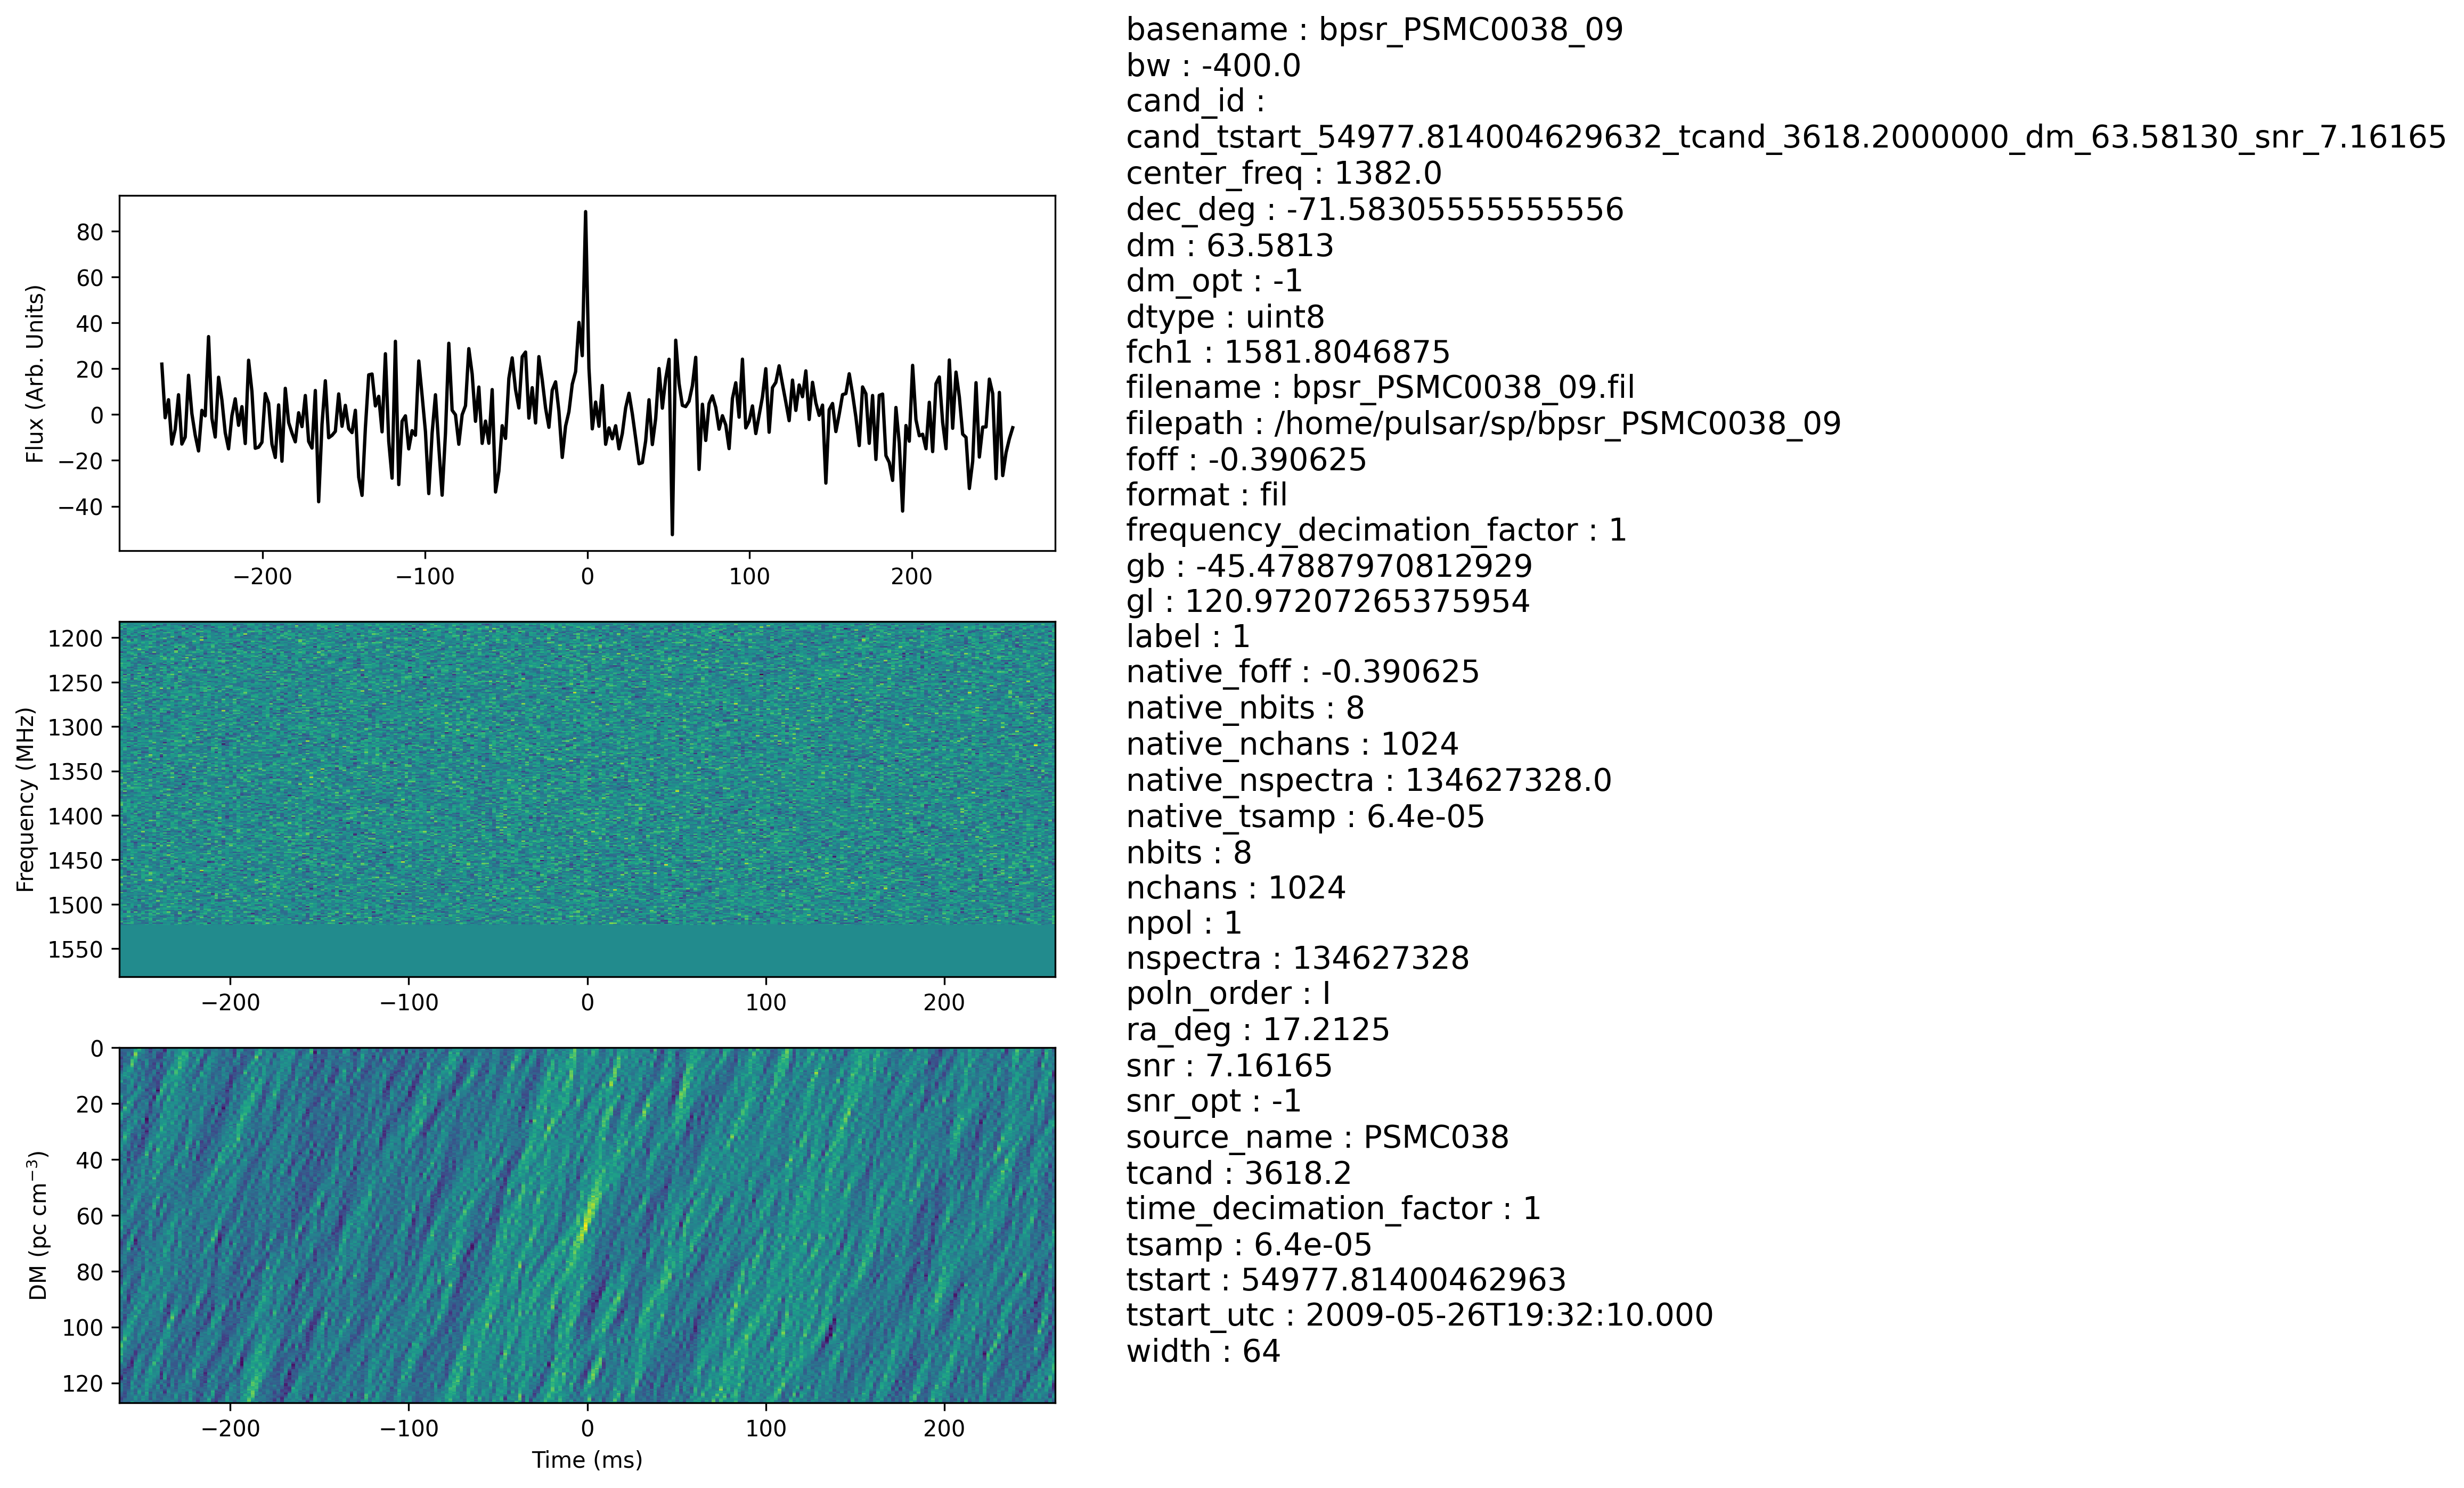 basename : bpsr_PSMC0038_09
bw : -400.0
cand_id :
cand_tstart_54977.814004629632_tcand_3618.2000000_dm_63.58130_snr_7.16165
center_freq : 1382.0
dec_deg : -71.58305555555556
dm : 63.5813
dm_opt : -1
dtype : uint8
fch1 : 1581.8046875
filename : bpsr_PSMC0038_09.fil
filepath : /home/pulsar/sp/bpsr_PSMC0038_09
foff : -0.390625
format : fil
frequency_decimation_factor : 1
gb : -45.47887970812929
gl : 120.97207265375954
label : 1
native_foff : -0.390625
native_nbits : 8
native_nchans : 1024
native_nspectra : 134627328.0
native_tsamp : 6.4e-05
nbits : 8
nchans : 1024
npol : 1
nspectra : 134627328
poln_order : I
ra_deg : 17.2125
snr : 7.16165
snr_opt : -1
source_name : PSMC038
tcand : 3618.2
time_decimation_factor : 1
tsamp : 6.4e-05
tstart : 54977.81400462963
tstart_utc : 2009-05-26T19:32:10.000
width : 64
Flux (Arb. Units)
80
60
40
20
0
−20
−40
−200 −100 0 100 200
Frequency (MHz)
1200
1250
1300
1350
1400
1450
1500
1550
−200 −100 0 100 200
DM (pc cm⁻³)
0
20
40
60
80
100
120
−200 −100 0 100 200
Time (ms)